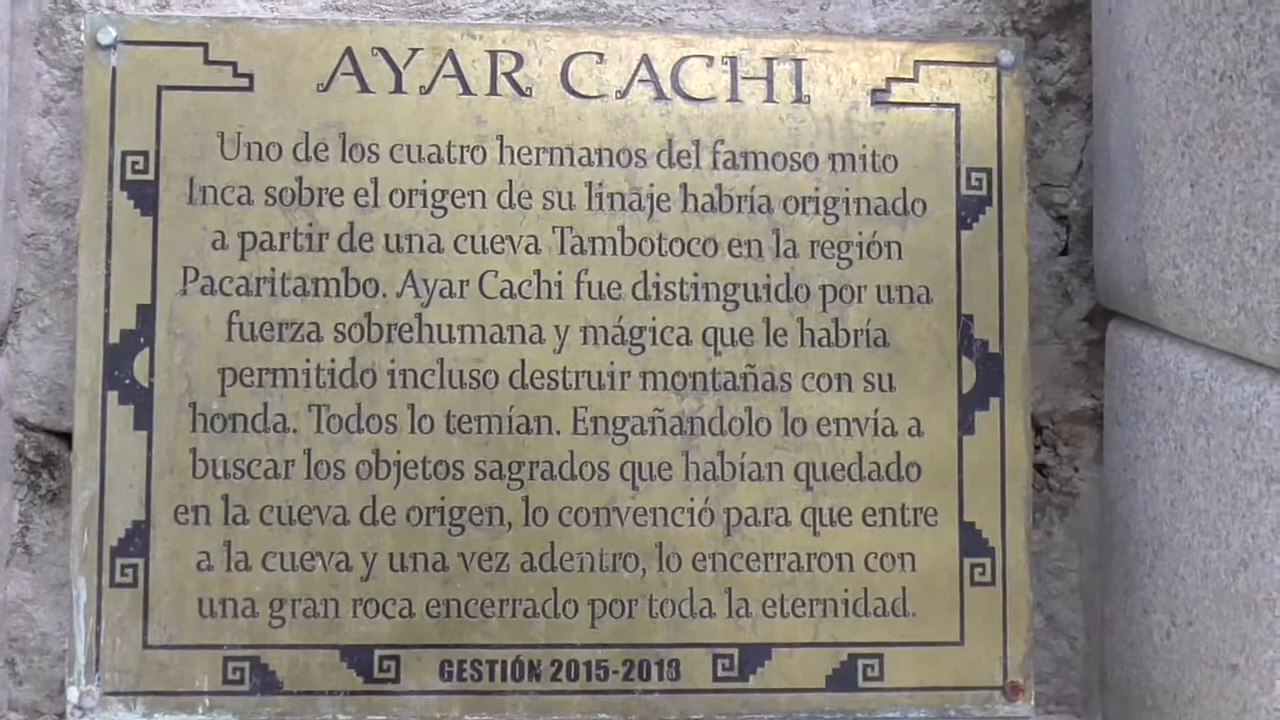 AYAR CACHI
Uno de los cuatro hermanos del famoso mito
Inca sobre el origen de su linaje habría originado
a partir de una cueva Tambotoco en la región
Pacaritambo. Ayar Cachi fue distinguido por una
fuerza sobrehumana y mágica que le habría
permitido incluso destruir montañas con su
honda. Todos lo temían. Engañandolo lo envía a
buscar los objetos sagrados que habían quedado
en la cueva de origen, lo convenció para que entre
a la cueva y una vez adentro, lo encerraron con
una gran roca encerrado por toda la eternidad.
GESTIÓN 2015-2018